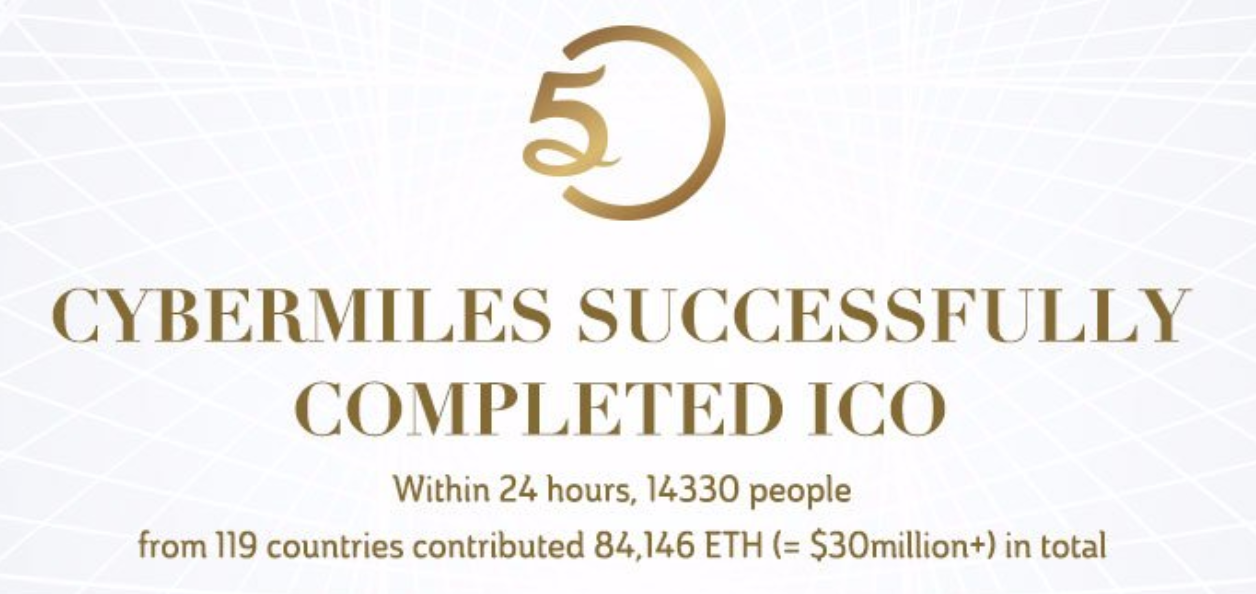 5
CYBERMILES SUCCESSFULLY
COMPLETED ICO
Within 24 hours, 14330 people
from 119 countries contributed 84,146 ETH (= $30million+) in total